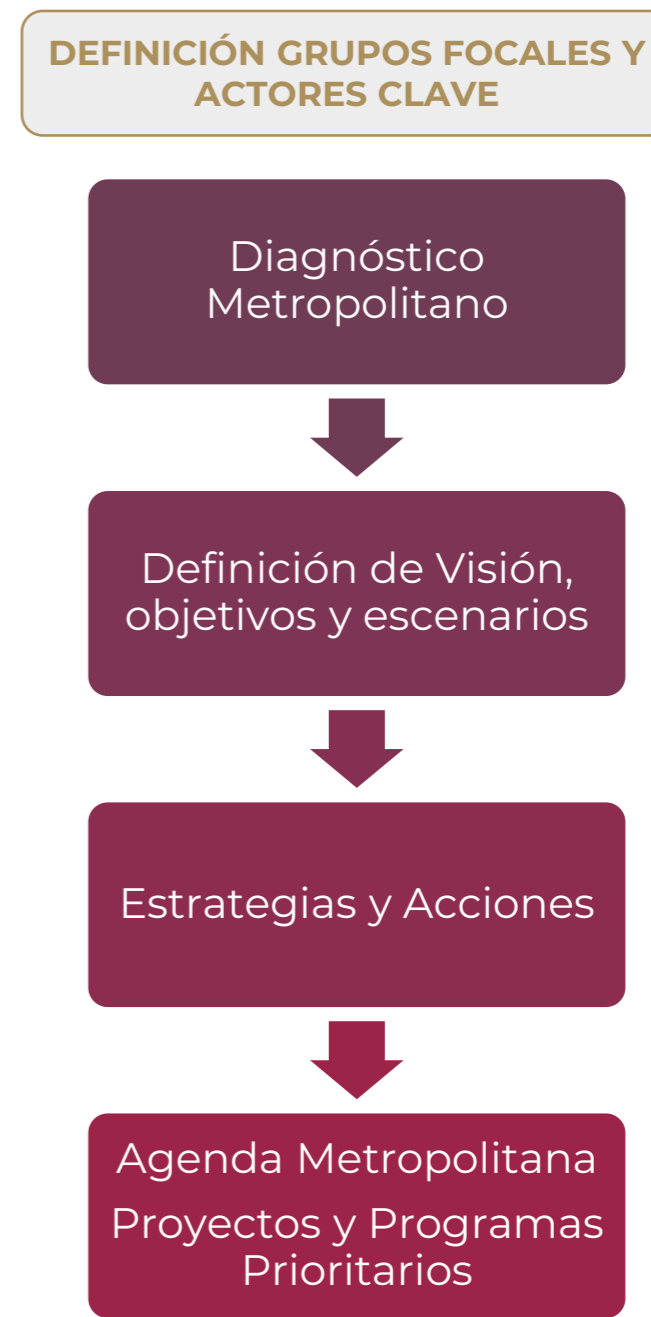 DEFINICIÓN GRUPOS FOCALES Y
ACTORES CLAVE
Diagnóstico
Metropolitano
Definición de Visión,
objetivos y escenarios
Estrategias y Acciones
Agenda Metropolitana
Proyectos y Programas
Prioritarios